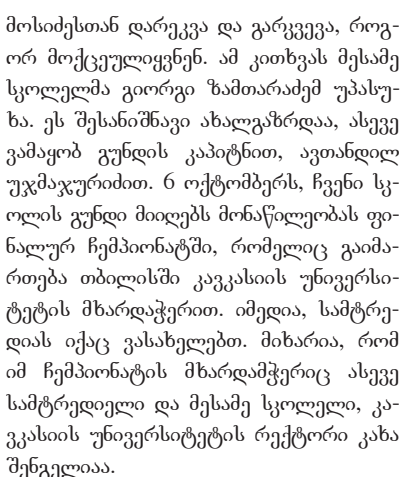 მოსიძესთან დარეკვა და გარკვევა, როგ-
ორ მოქცეულიყვნენ. ამ კითხვას მესამე
სკოლელმა გიორგი ზამთარაძემ უპასუ-
ხა. ეს შესანიშნავი ახალგაზრდაა, ასევე
ვამაყობ გუნდის კაპიტნით, ავთანდილ
უჯმაჯურიძით. 6 ოქტომბერს, ჩვენი სკ-
ოლის გუნდი მიიღებს მონაწილეობას ფი-
ნალურ ჩემპიონატში, რომელიც გაიმა-
რთება თბილისში კავკასიის უნივერსი-
ტეტის მხარდაჭერით. იმედია, სამტრე-
დიას იქაც ვასახელებთ. მიხარია, რომ
იმ ჩემპიონატის მხარდამჭერიც ასევე
სამტრედიელი და მესამე სკოლელი, კა-
ვკასიის უნივერსიტეტის რექტორი კახა
შენგელიაა.